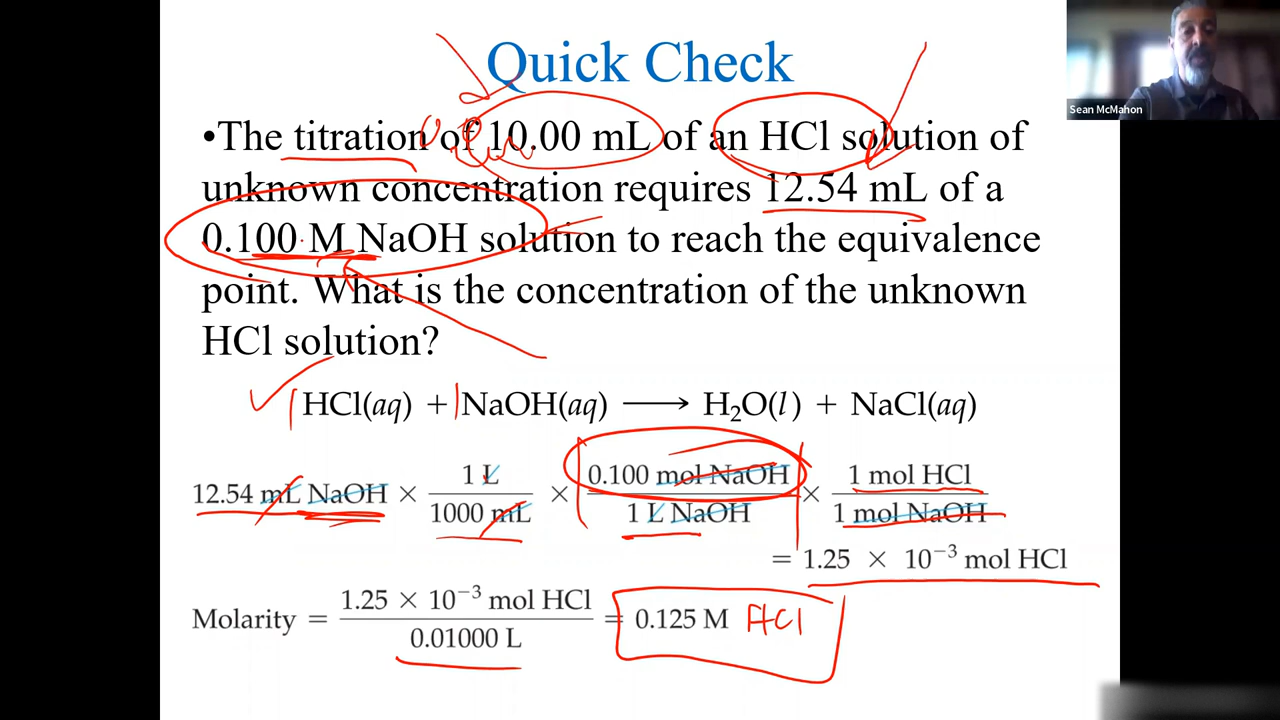 Quick Check
Sean McMahon
•The titration of 10.00 mL of an HCl solution of
unknown concentration requires 12.54 mL of a
0.100 M NaOH solution to reach the equivalence
point. What is the concentration of the unknown
HCl solution?
1 HCl(aq) + 1 NaOH(aq) ⟶ H₂O(l) + NaCl(aq)
12.54 mL NaOH × 1 L / 1000 mL × 0.100 mol NaOH / 1 L NaOH × 1 mol HCl / 1 mol NaOH
= 1.25 × 10⁻³ mol HCl
Molarity = 1.25 × 10⁻³ mol HCl / 0.01000 L = 0.125 M HCl